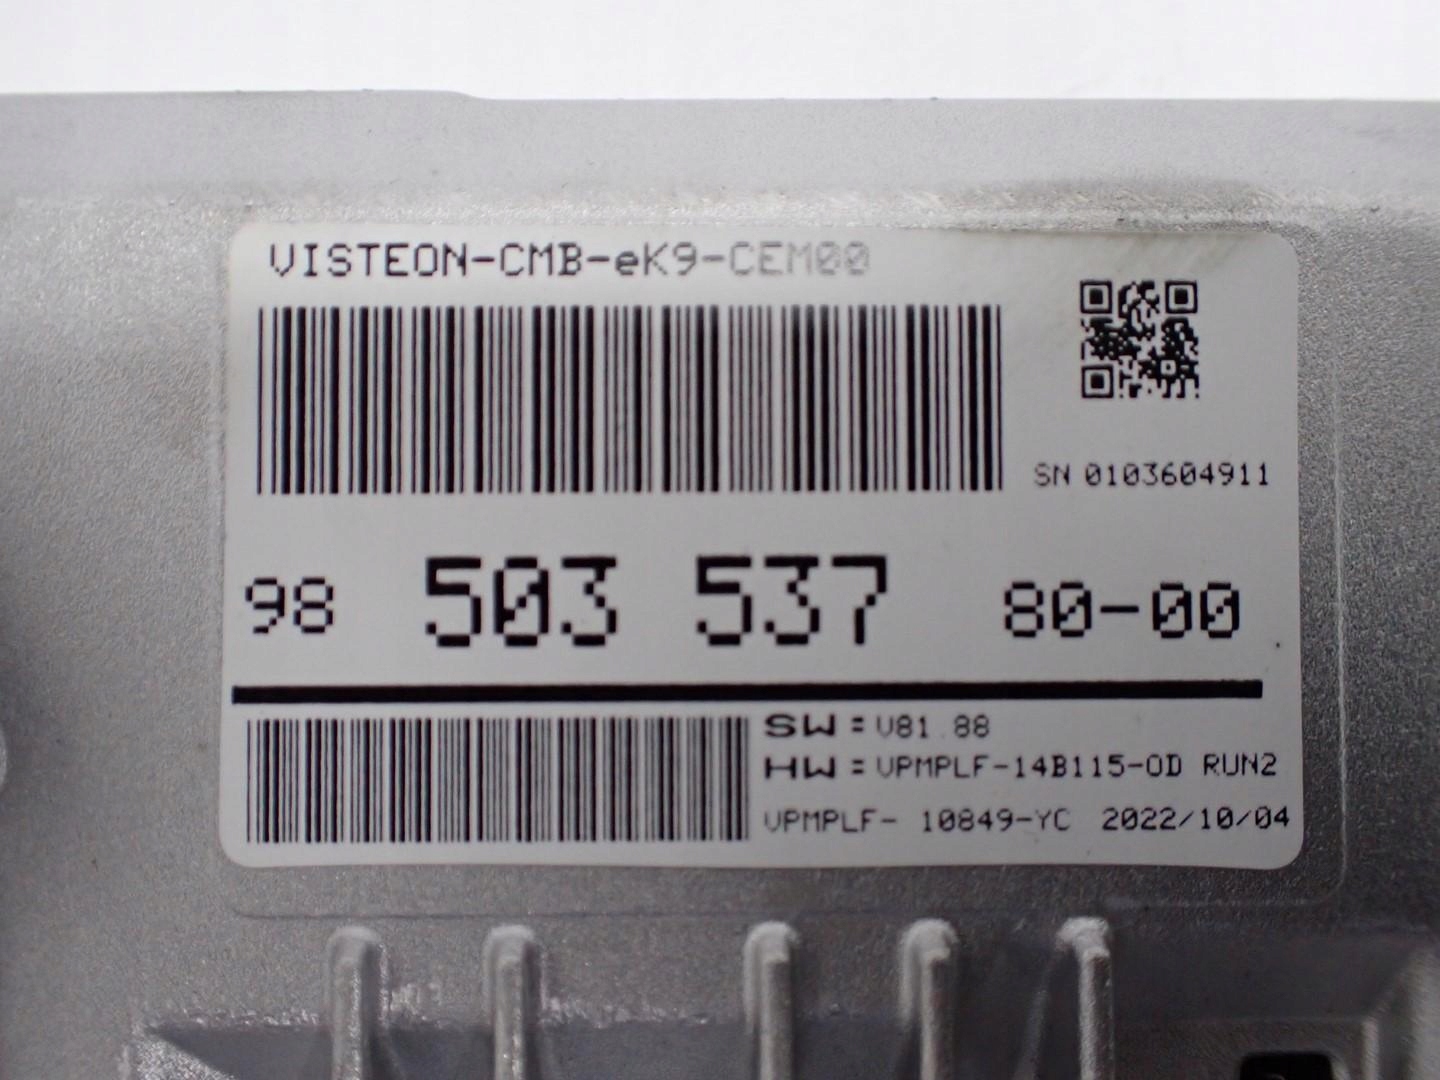 VISTEON-CMB-eK9-CEM00
SN 0103604911
98 503 537 80-00
SW = V81.88
HW = VPMPLF-14B115-OD RUN2
VPMPLF- 10849-YC 2022/10/04